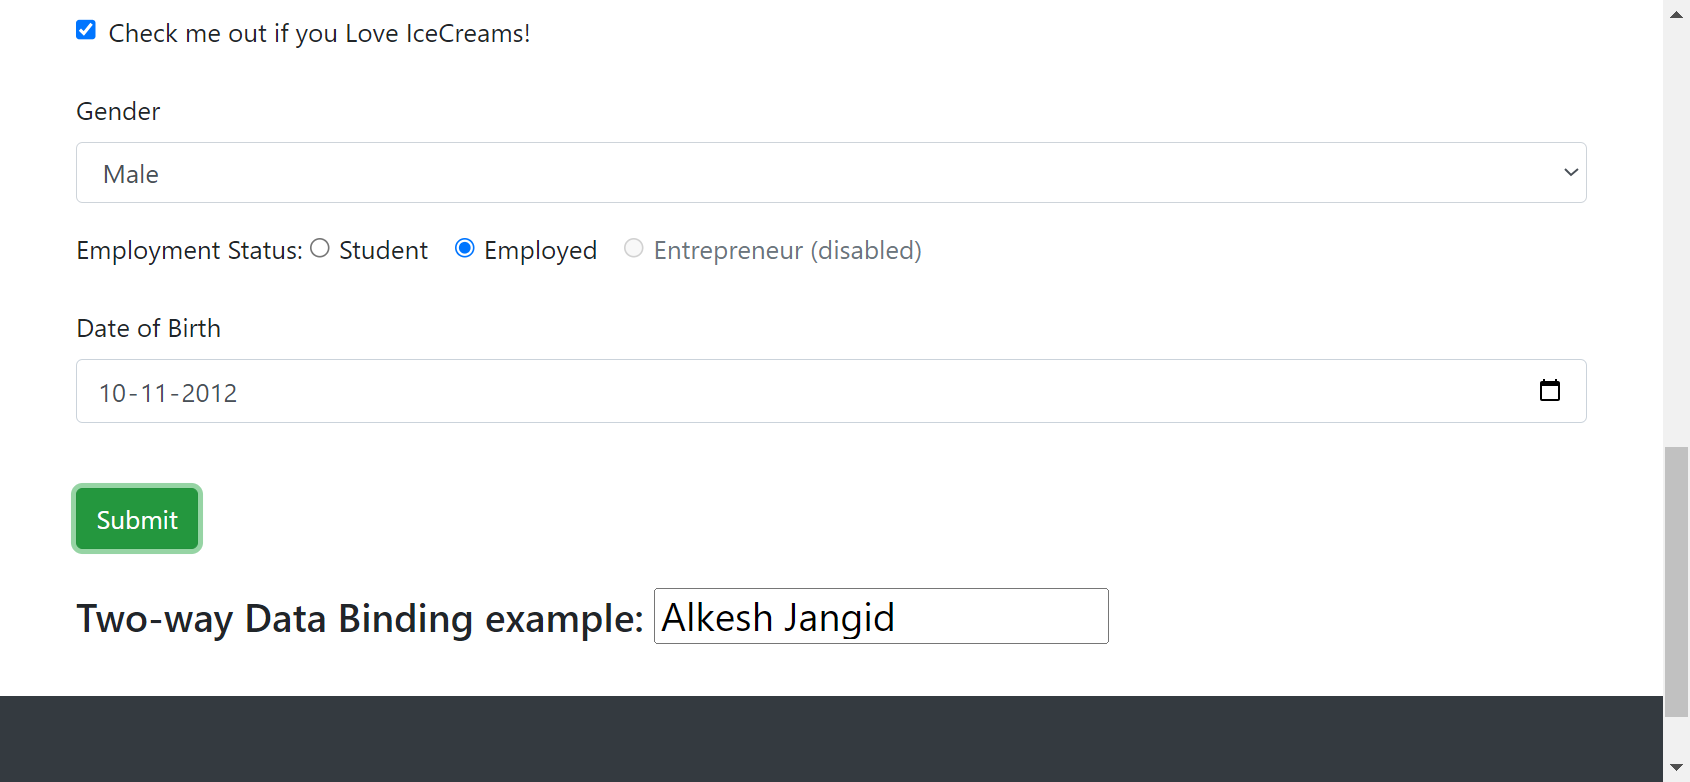 Check me out if you Love IceCreams!
Gender
Male
Employment Status: Student Employed Entrepreneur (disabled)
Date of Birth
10-11-2012
Submit
Two-way Data Binding example: Alkesh Jangid